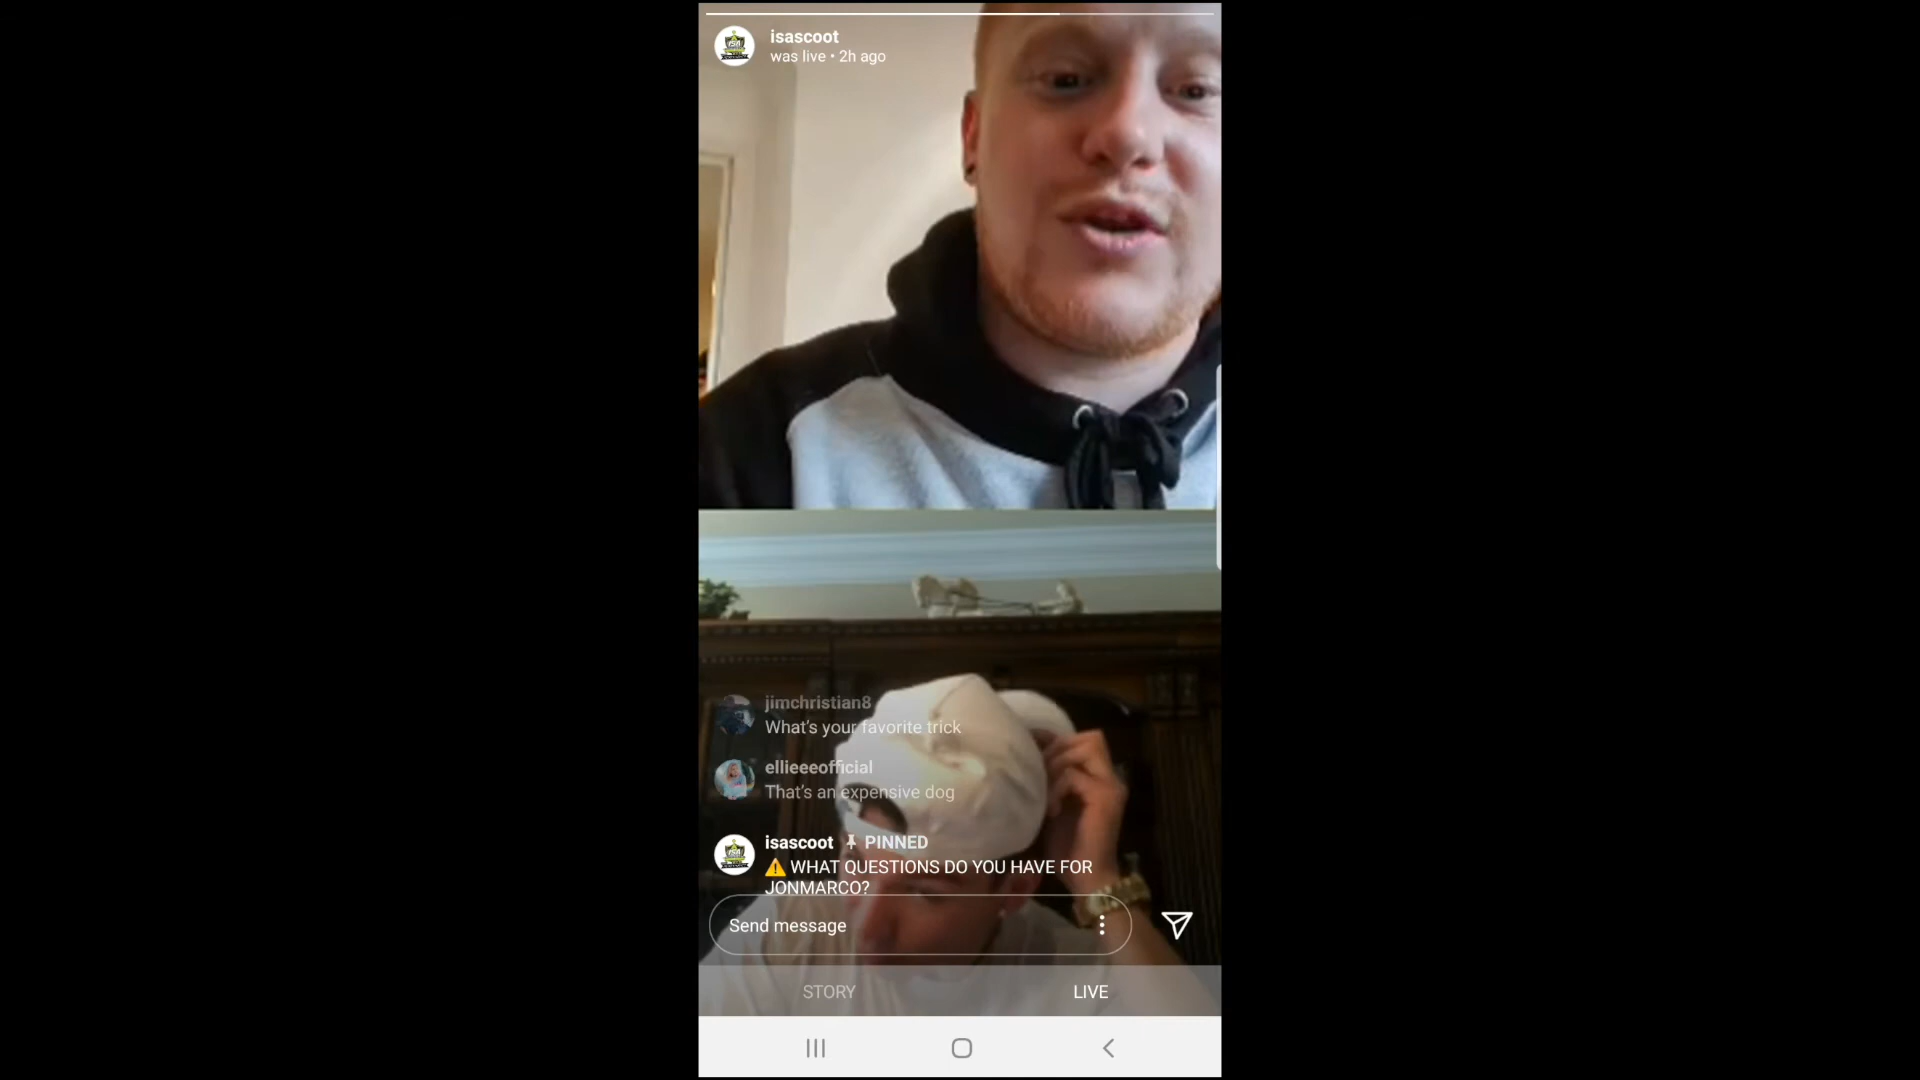 isascoot
was live • 2h ago
jimchristian8
What's your favorite trick
ellieeeofficial
That's an expensive dog
isascoot PINNED
⚠️ WHAT QUESTIONS DO YOU HAVE FOR
JONMARCO?
Send message
STORY LIVE